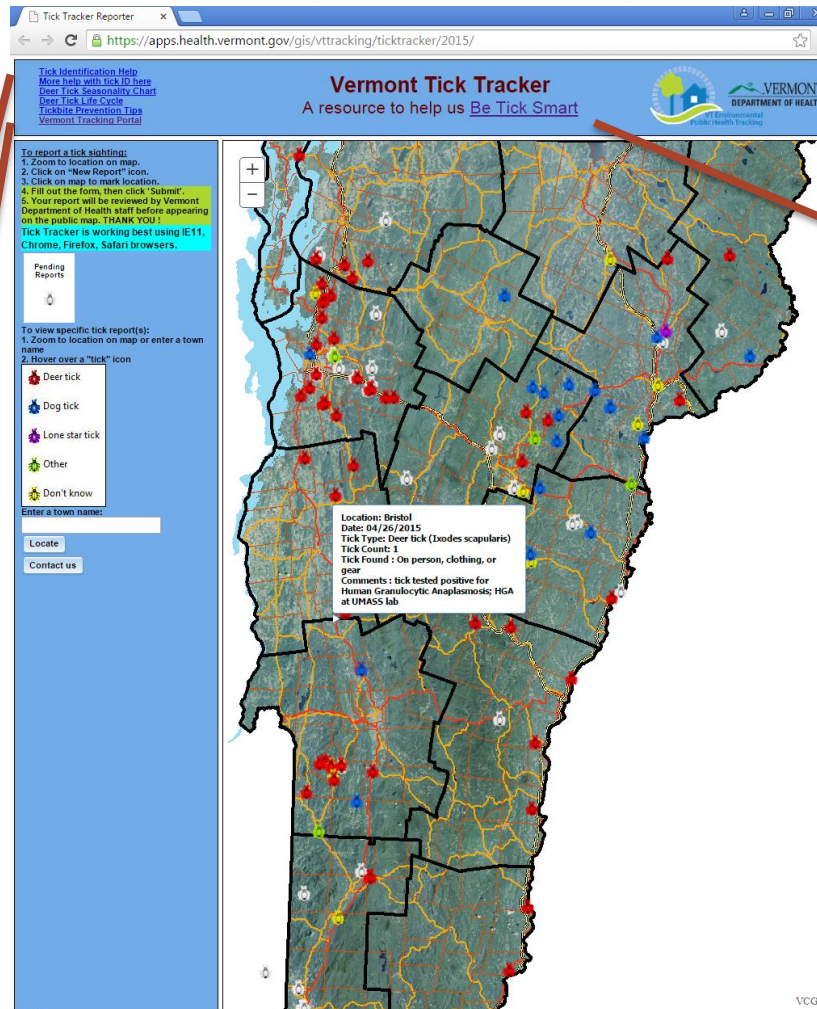 Tick Tracker Reporter
https://apps.health.vermont.gov/gis/vttracking/ticktracker/2015/
Tick Identification Help
More help with tick ID here
Deer Tick Seasonality Chart
Deer Tick Life Cycle
Tickbite Prevention Tips
Vermont Tracking Portal
Vermont Tick Tracker
A resource to help us Be Tick Smart
VT Environmental
Public Health Tracking
VERMONT
DEPARTMENT OF HEALT
To report a tick sighting:
1. Zoom to location on map.
2. Click on "New Report" icon.
3. Click on map to mark location.
4. Fill out the form, then click 'Submit'.
5. Your report will be reviewed by Vermont
Department of Health staff before appearing
on the public map. THANK YOU !
Tick Tracker is working best using IE11,
Chrome, Firefox, Safari browsers.
Pending
Reports
To view specific tick report(s):
1. Zoom to location on map or enter a town
name
2. Hover over a "tick" icon
Deer tick
Dog tick
Lone star tick
Other
Don't know
Enter a town name:
Locate
Contact us
+
−
Location: Bristol
Date: 04/26/2015
Tick Type: Deer tick (Ixodes scapularis)
Tick Count: 1
Tick Found : On person, clothing, or
gear
Comments : tick tested positive for
Human Granulocytic Anaplasmosis; HGA
at UMASS lab
VCG